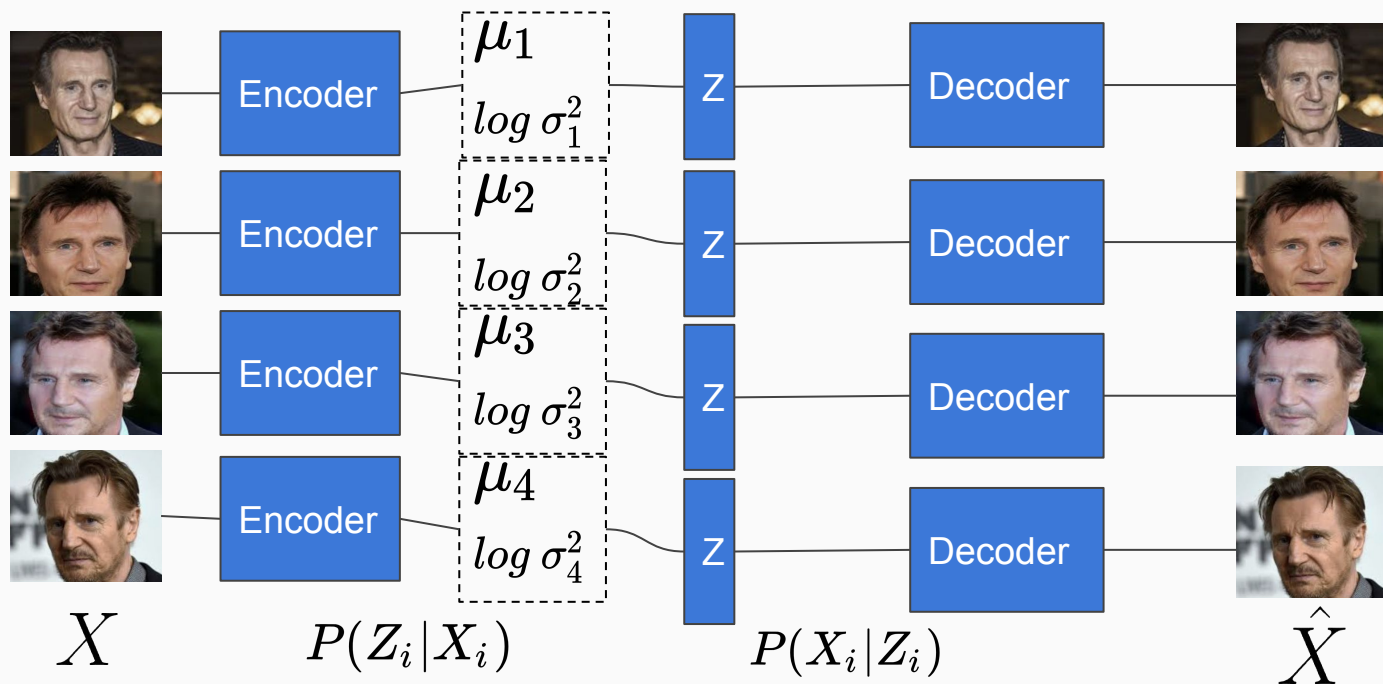 Encoder
μ₁
log σ₁²
Z
Decoder
Encoder
μ₂
log σ₂²
Z
Decoder
Encoder
μ₃
log σ₃²
Z
Decoder
Encoder
μ₄
log σ₄²
Z
Decoder
X
P(Zᵢ|Xᵢ)
P(Xᵢ|Zᵢ)
X̂